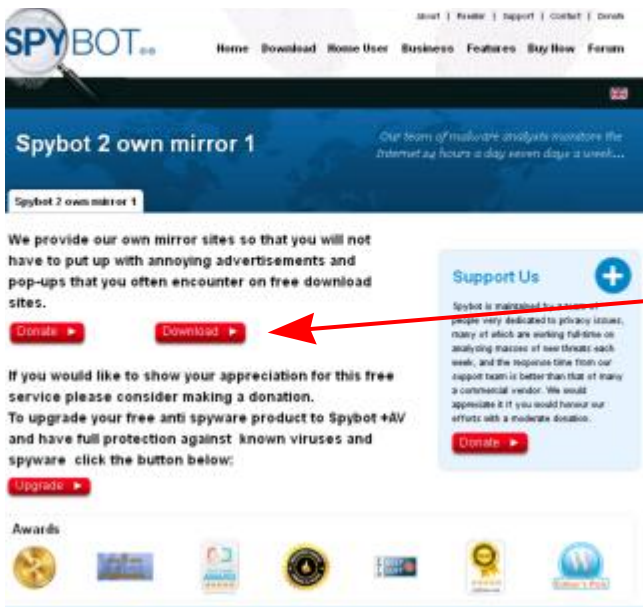 About | Reseller | Support | Contact | Donate
SPYBOT
Home Download Home User Business Features Buy Now Forum
Spybot 2 own mirror 1
Our team of malware analysts monitors the
Internet 24 hours a day seven days a week...
Spybot 2 own mirror 1
We provide our own mirror sites so that you will not
have to put up with annoying advertisements and
pop-ups that you often encounter on free download
sites.
Donate
Download
If you would like to show your appreciation for this free
service please consider making a donation.
To upgrade your free anti spyware product to Spybot +AV
and have full protection against known viruses and
spyware click the button below:
Upgrade
Support Us
Spybot is maintained by a team of
people very dedicated to privacy issues,
many of which are working full-time on
analysing masses of new threats each
week, and the response time from our
support team is better than that of many
a commercial vendor. We would
appreciate it if you would honour our
efforts with a moderate donation.
Donate
Awards